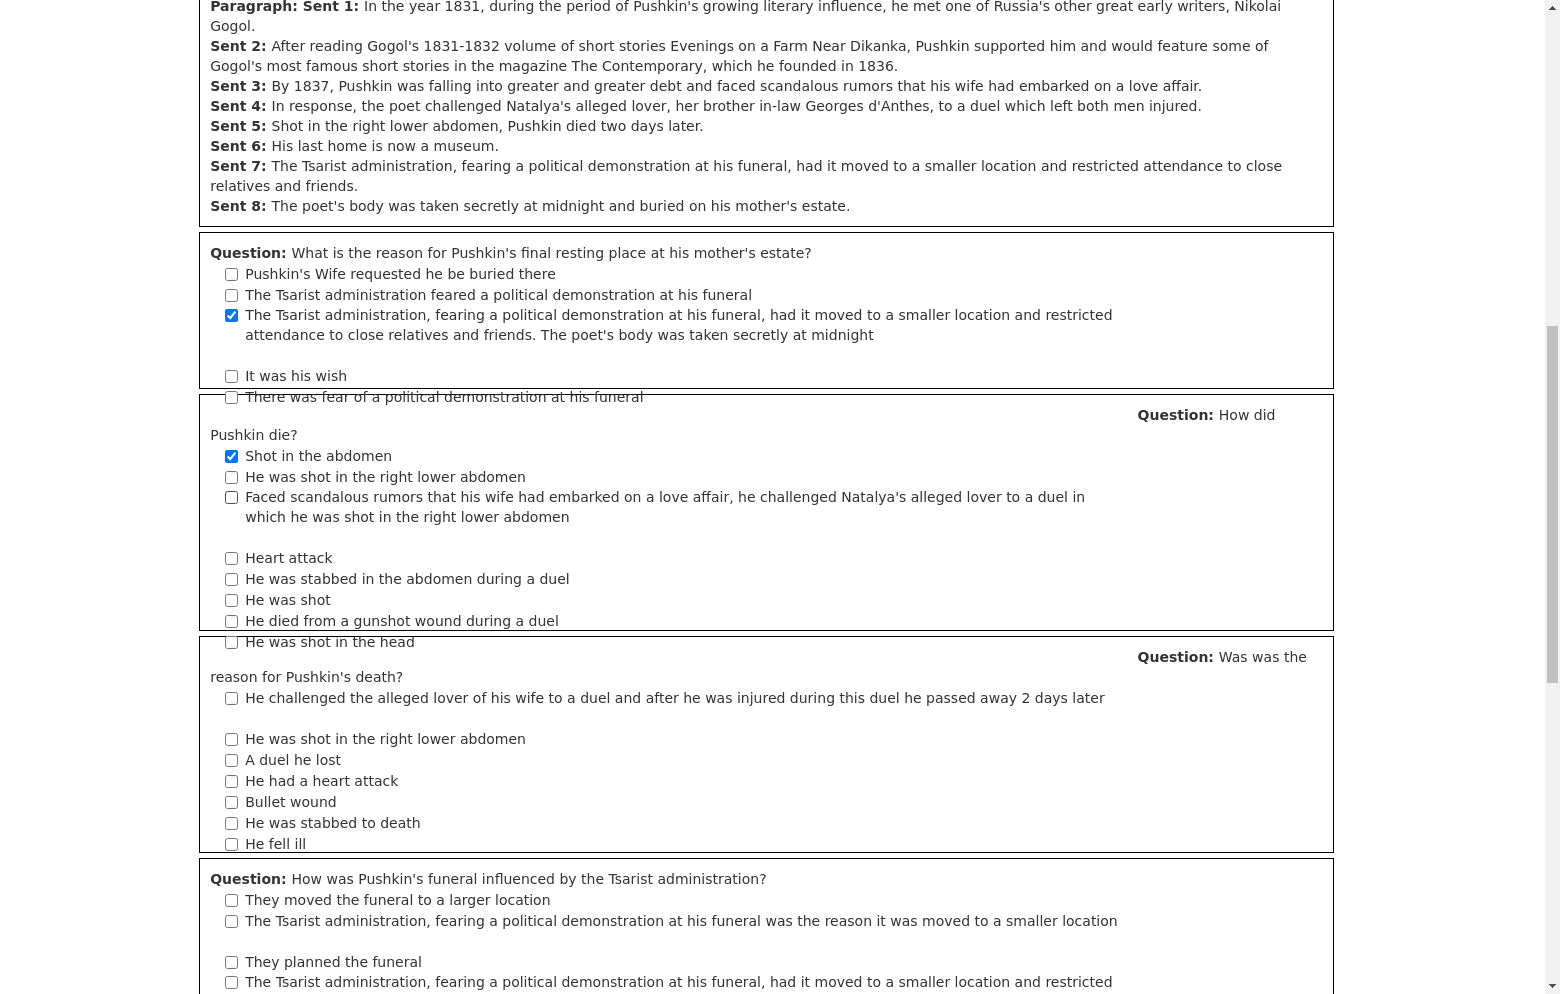 Paragraph: Sent 1: In the year 1831, during the period of Pushkin's growing literary influence, he met one of Russia's other great early writers, Nikolai
Gogol.
Sent 2: After reading Gogol's 1831-1832 volume of short stories Evenings on a Farm Near Dikanka, Pushkin supported him and would feature some of
Gogol's most famous short stories in the magazine The Contemporary, which he founded in 1836.
Sent 3: By 1837, Pushkin was falling into greater and greater debt and faced scandalous rumors that his wife had embarked on a love affair.
Sent 4: In response, the poet challenged Natalya's alleged lover, her brother in-law Georges d'Anthes, to a duel which left both men injured.
Sent 5: Shot in the right lower abdomen, Pushkin died two days later.
Sent 6: His last home is now a museum.
Sent 7: The Tsarist administration, fearing a political demonstration at his funeral, had it moved to a smaller location and restricted attendance to close
relatives and friends.
Sent 8: The poet's body was taken secretly at midnight and buried on his mother's estate.
Question: What is the reason for Pushkin's final resting place at his mother's estate?
Pushkin's Wife requested he be buried there
The Tsarist administration feared a political demonstration at his funeral
The Tsarist administration, fearing a political demonstration at his funeral, had it moved to a smaller location and restricted
attendance to close relatives and friends. The poet's body was taken secretly at midnight
It was his wish
There was fear of a political demonstration at his funeral
Question: How did
Pushkin die?
Shot in the abdomen
He was shot in the right lower abdomen
Faced scandalous rumors that his wife had embarked on a love affair, he challenged Natalya's alleged lover to a duel in
which he was shot in the right lower abdomen
Heart attack
He was stabbed in the abdomen during a duel
He was shot
He died from a gunshot wound during a duel
He was shot in the head
Question: Was was the
reason for Pushkin's death?
He challenged the alleged lover of his wife to a duel and after he was injured during this duel he passed away 2 days later
He was shot in the right lower abdomen
A duel he lost
He had a heart attack
Bullet wound
He was stabbed to death
He fell ill
Question: How was Pushkin's funeral influenced by the Tsarist administration?
They moved the funeral to a larger location
The Tsarist administration, fearing a political demonstration at his funeral was the reason it was moved to a smaller location
They planned the funeral
The Tsarist administration, fearing a political demonstration at his funeral, had it moved to a smaller location and restricted